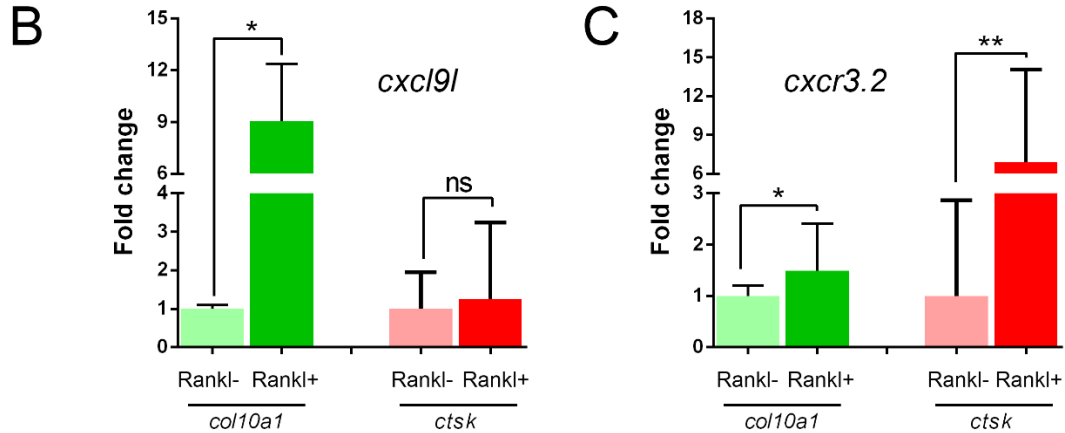 B
15
12
9
6
4
3
2
1
0
Fold change
*
cxcl9l
ns
Rankl- Rankl+ Rankl- Rankl+
col10a1 ctsk
C
18
15
12
9
6
3
2
1
0
Fold change
**
cxcr3.2
*
Rankl- Rankl+ Rankl- Rankl+
col10a1 ctsk